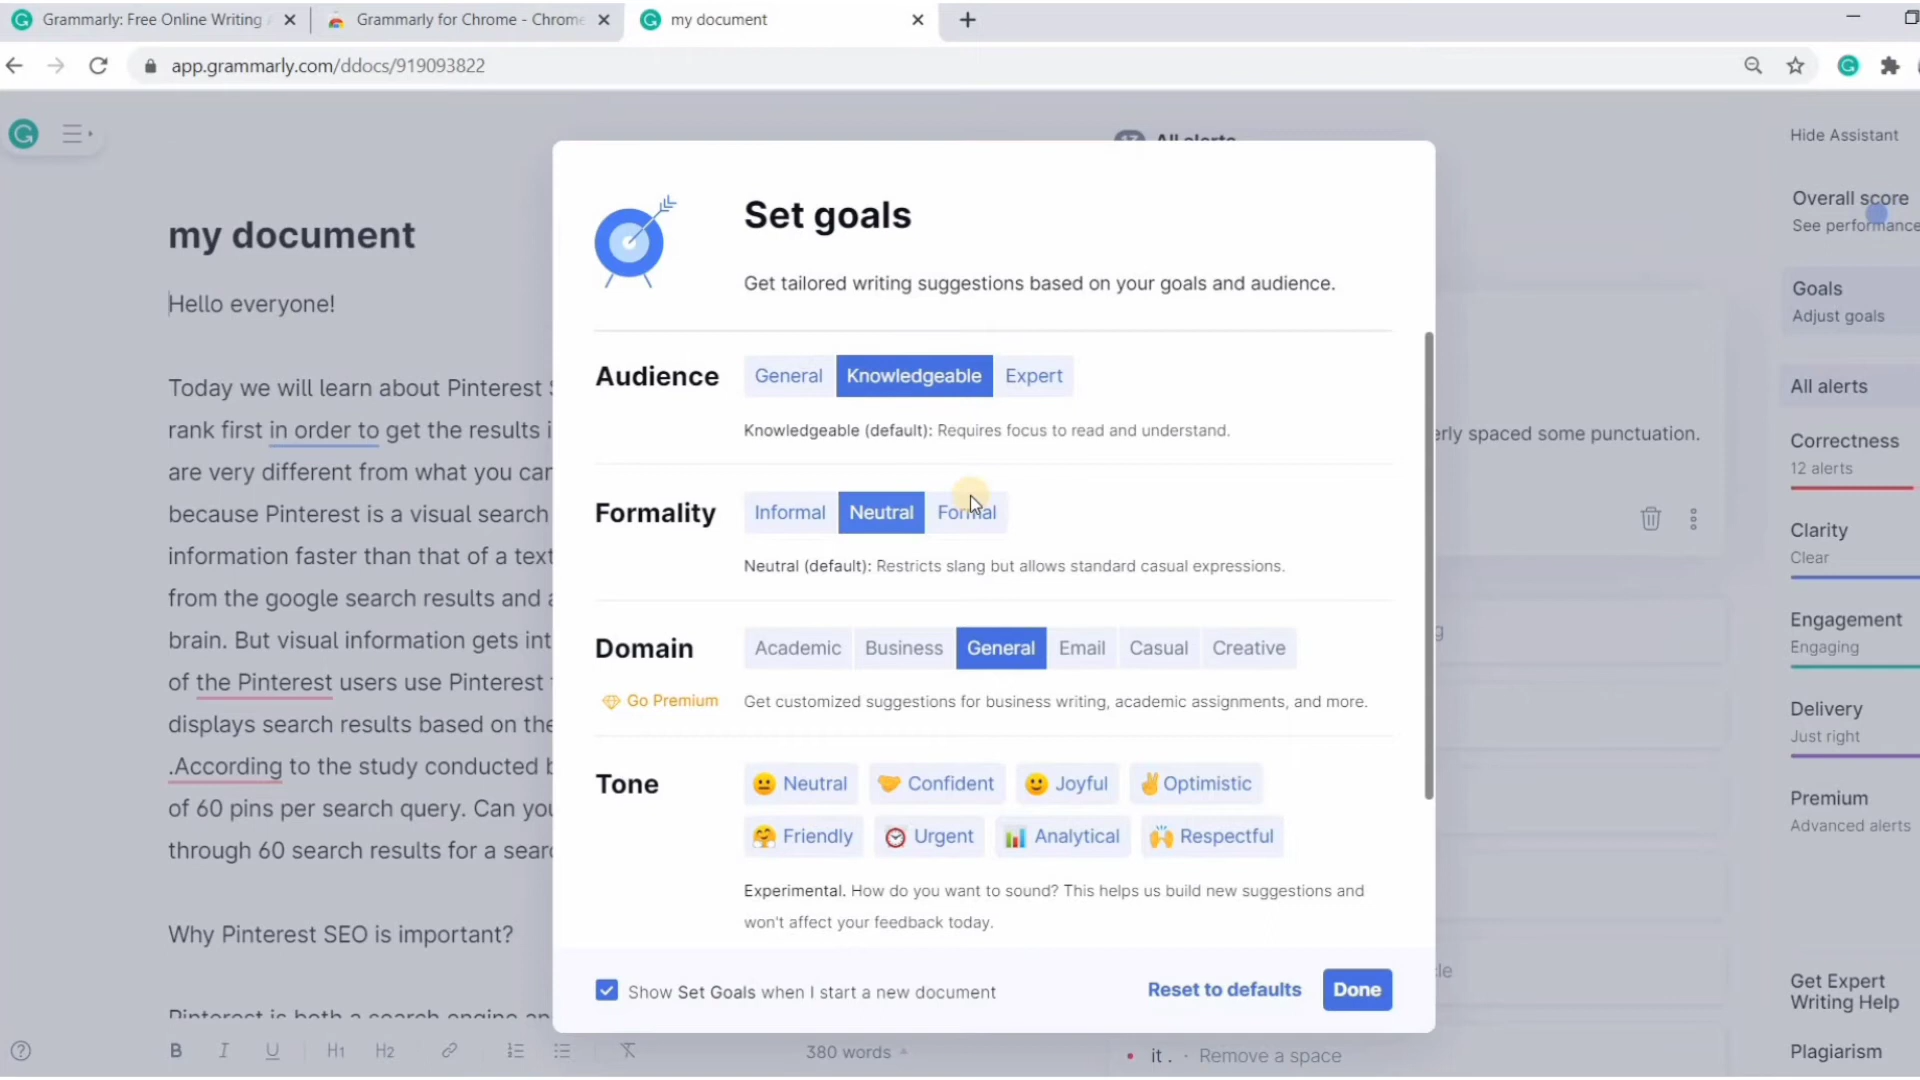 Grammarly: Free Online Writing
Grammarly for Chrome - Chrome
my document
app.grammarly.com/ddocs/919093822
All alerts
Hide Assistant
Overall score
See performance
Goals
Adjust goals
All alerts
Correctness
12 alerts
Clarity
Clear
Engagement
Engaging
Delivery
Just right
Premium
Advanced alerts
Get Expert
Writing Help
Plagiarism
my document
Hello everyone!
Today we will learn about Pinterest
rank first in order to get the results
are very different from what you can
because Pinterest is a visual search
information faster than that of a text
from the google search results and
brain. But visual information gets
of the Pinterest users use Pinterest
displays search results based on the
.According to the study conducted
of 60 pins per search query. Can you
through 60 search results for a
Why Pinterest SEO is important?
Pinterest is both a search engine
Set goals
Get tailored writing suggestions based on your goals and audience.
Audience
General Knowledgeable Expert
Knowledgeable (default): Requires focus to read and understand.
Formality
Informal Neutral Formal
Neutral (default): Restricts slang but allows standard casual expressions.
Domain
Academic Business General Email Casual Creative
Go Premium
Get customized suggestions for business writing, academic assignments, and more.
Tone
Neutral Confident Joyful Optimistic
Friendly Urgent Analytical Respectful
Experimental. How do you want to sound? This helps us build new suggestions and
won't affect your feedback today.
Show Set Goals when I start a new document
Reset to defaults
Done
spaced some punctuation.
B I U H1 H2
380 words
it . · Remove a space